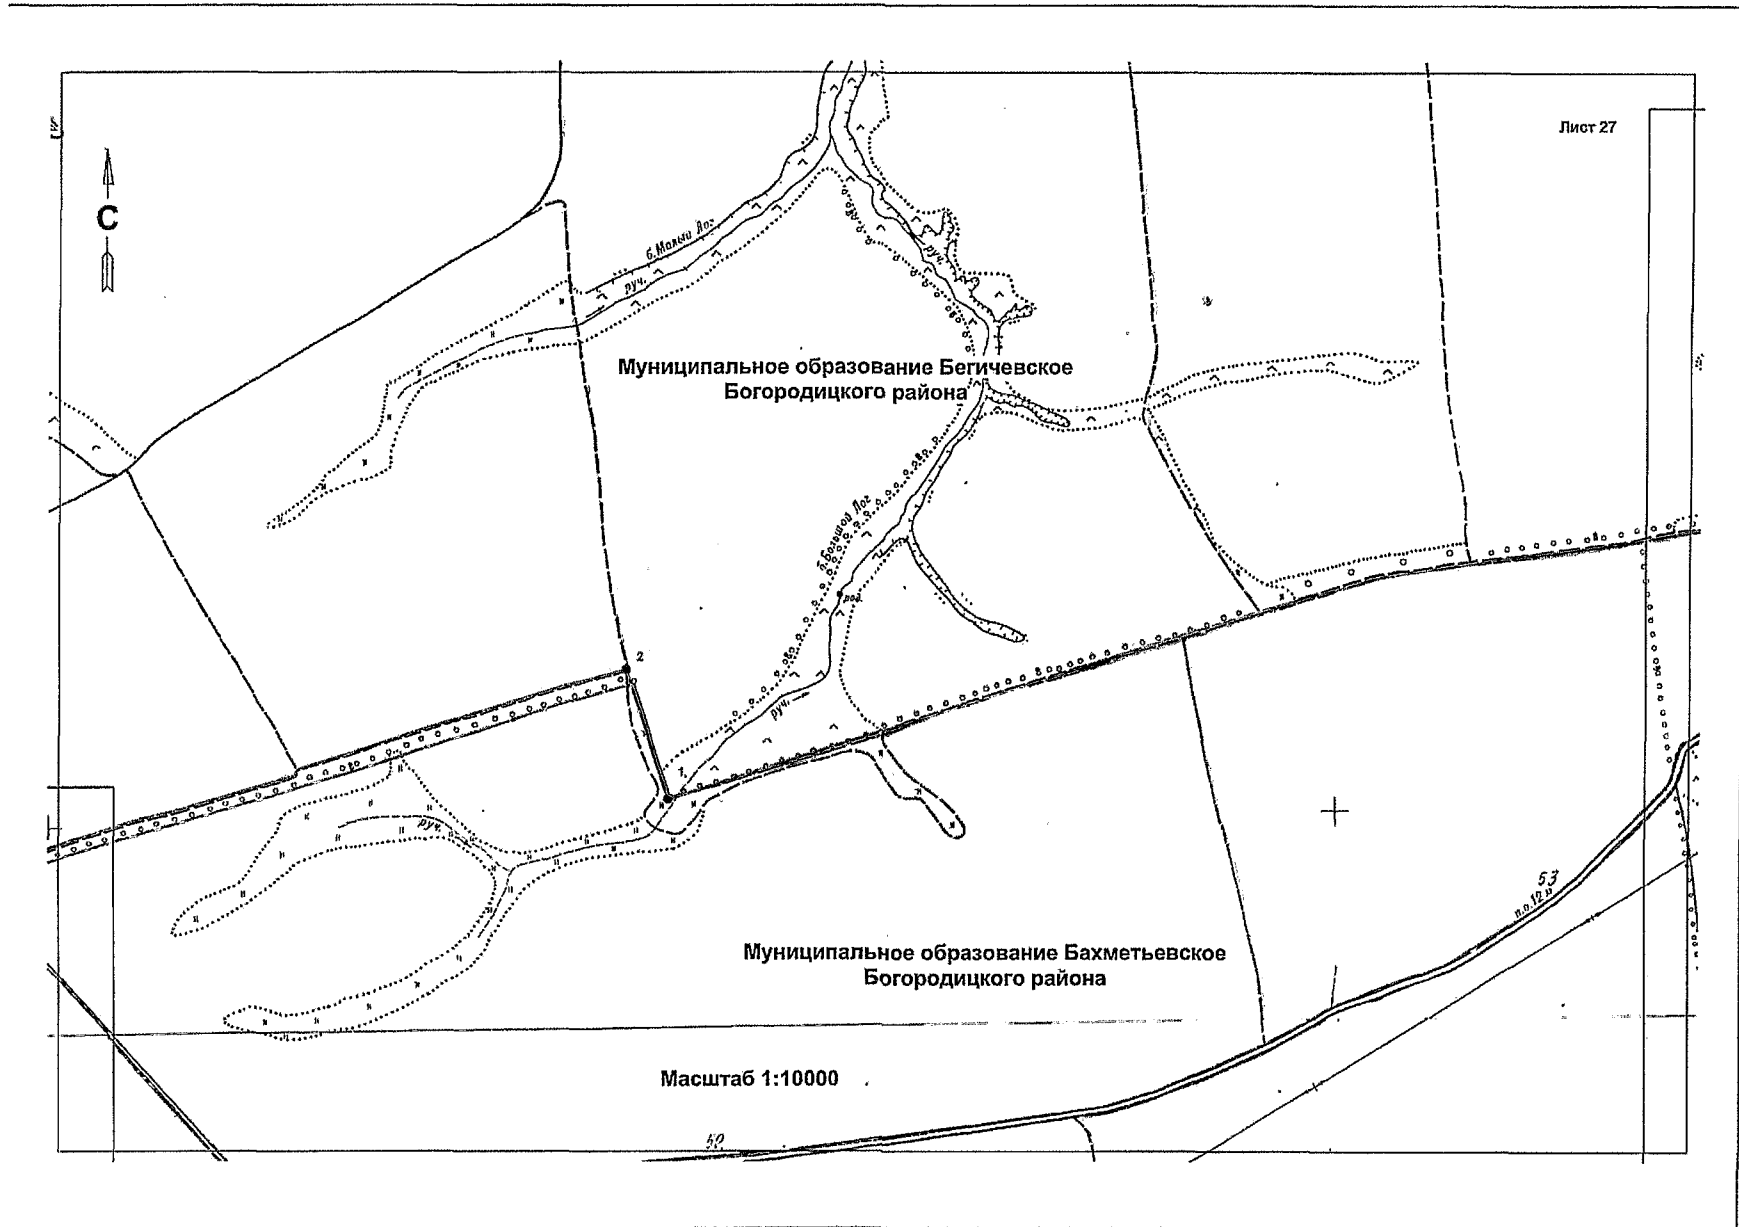 Лист 27
С
б.Малый Лог
руч.
руч.
Муниципальное образование Бегичевское
Богородицкого района
б.Большой Лог
род.
2
руч.
1
руч.
53
п.о.12
Муниципальное образование Бахметьевское
Богородицкого района
Масштаб 1:10000